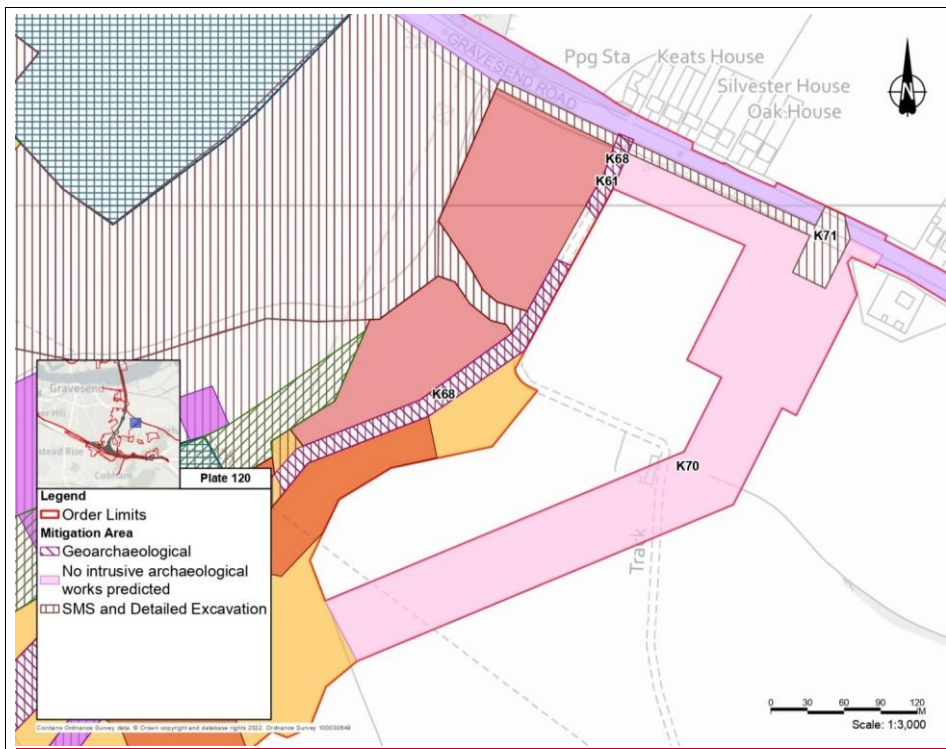 GRAVESEND ROAD
Ppg Sta
Keats House
Silvester House
Oak House
N
K68
K61
K71
K68
K70
Track
Gravesend
Cobham
Plate 120
Legend
Order Limits
Mitigation Area
Geoarchaeological
No intrusive archaeological
works predicted
SMS and Detailed Excavation
0 30 60 90 120
M
Scale: 1:3,000
Contains Ordnance Survey data. © Crown copyright and database rights 2022. Ordnance Survey 100030649